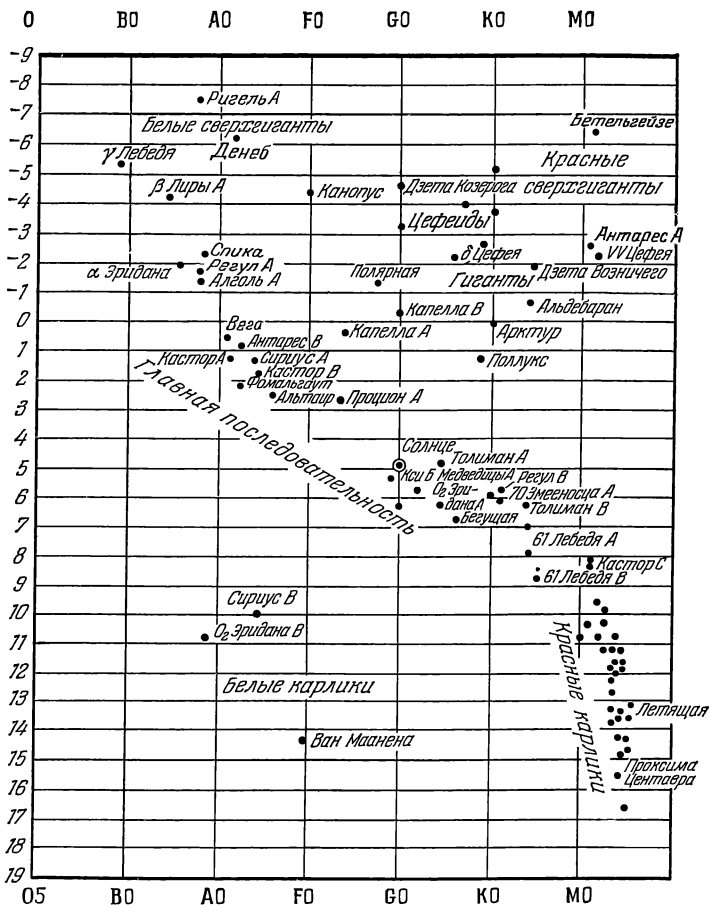 O B0 A0 F0 G0 K0 M0
-9
-8
Ригель А
-7
Белые сверхгиганты
Бетельгейзе
-6
γ Лебедя
Денеб
Красные
-5
β Лиры А
Канопус
Дзета Козерога
сверхгиганты
-4
Цефеиды
-3
Антарес А
Спика
δ Цефея
VV Цефея
-2
α Эридана
Регул А
Полярная
Гиганты
Дзета Возничего
Алголь А
-1
Капелла В
Альдебаран
0
Вега
Капелла А
Арктур
Антарес В
1
Кастор А
Сириус А
Поллукс
Кастор В
2
Фомальгаут
Альтаир
Процион А
3
Главная последовательность
4
Солнце
Толиман А
5
Кси Б Медведицы А
Регул В
О₂ Эри-
дана А
70 Змееносца А
6
Толиман В
Бегущая
7
61 Лебедя А
8
Кастор С
61 Лебедя В
9
Сириус В
10
О₂ Эридана В
11
Красные карлики
12
Белые карлики
13
Летящая
14
Ван Маанена
15
Проксима
Центавра
16
17
18
19
05 B0 A0 F0 G0 K0 M0